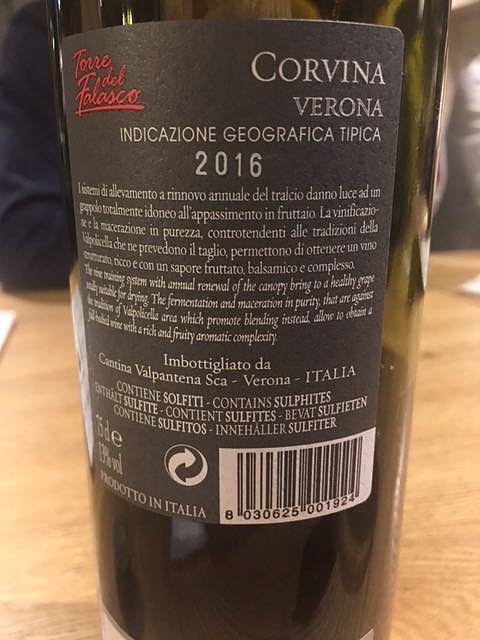 Torre
del
Falasco
CORVINA
VERONA
INDICAZIONE GEOGRAFICA TIPICA
2016
I sistemi di allevamento a rinnovo annuale del tralcio danno luce ad un
grappolo totalmente idoneo all'appassimento in fruttaio. La vinificazio-
ne e la macerazione in purezza, controtendenti alle tradizioni della
Valpolicella che ne prevedono il taglio, permettono di ottenere un vino
strutturato, ricco e con un sapore fruttato, balsamico e complesso.
The vine training system with annual renewal of the canopy bring to a healthy grape
totally suitable for drying. The fermentation and maceration in purity, that are against
the tradition of Valpolicella area which promote blending instead, allow to obtain a
full bodied wine with a rich and fruity aromatic complexity.
Imbottigliato da
Cantina Valpantena Sca - Verona - ITALIA
CONTIENE SOLFITI - CONTAINS SULPHITES
ENTHÄLT SULFITE - CONTIENT SULFITES - BEVAT SULFIETEN
CONTIENE SULFITOS - INNEHÅLLER SULFITER
75 cl e
13% vol
PRODOTTO IN ITALIA
8 030625 001924